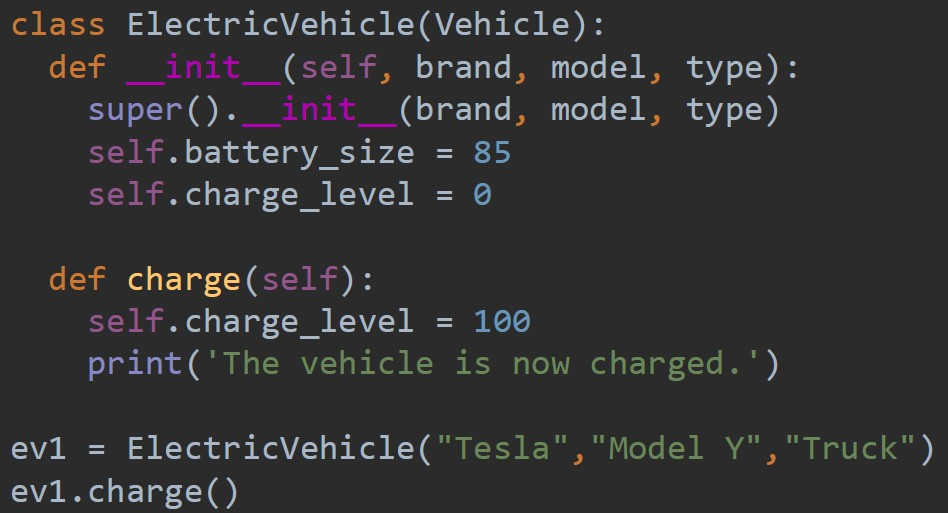 class ElectricVehicle(Vehicle):
  def __init__(self, brand, model, type):
    super().__init__(brand, model, type)
    self.battery_size = 85
    self.charge_level = 0

  def charge(self):
    self.charge_level = 100
    print('The vehicle is now charged.')

ev1 = ElectricVehicle("Tesla","Model Y","Truck")
ev1.charge()